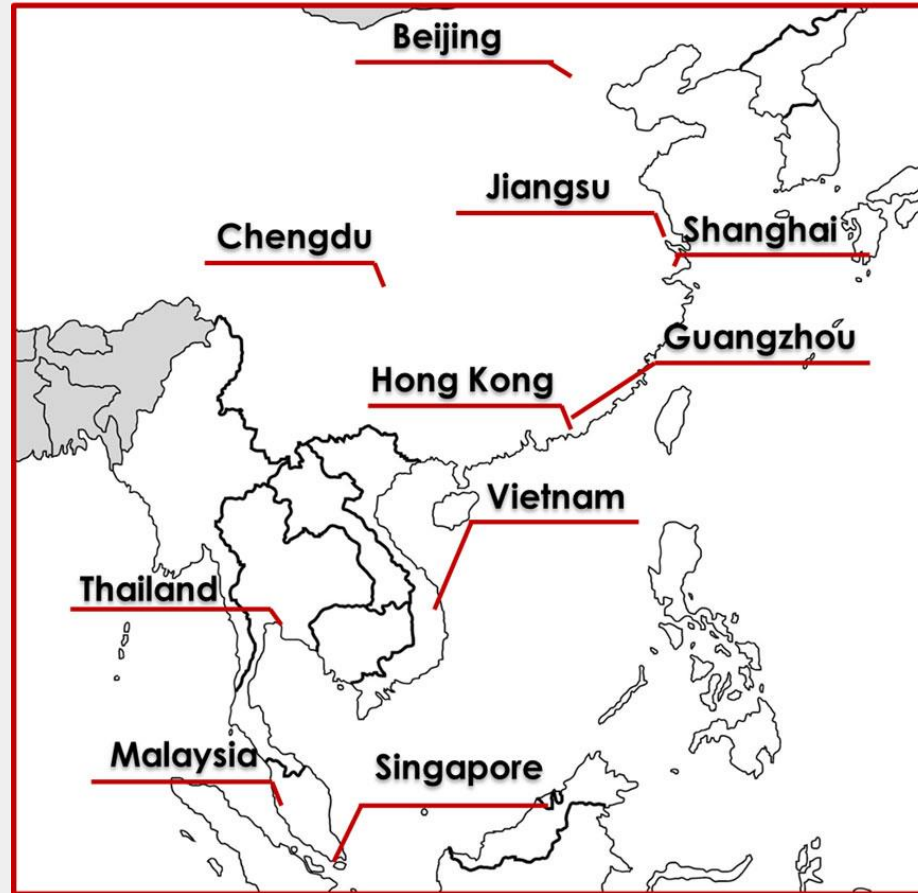 Beijing
Jiangsu
Shanghai
Chengdu
Guangzhou
Hong Kong
Vietnam
Thailand
Malaysia
Singapore